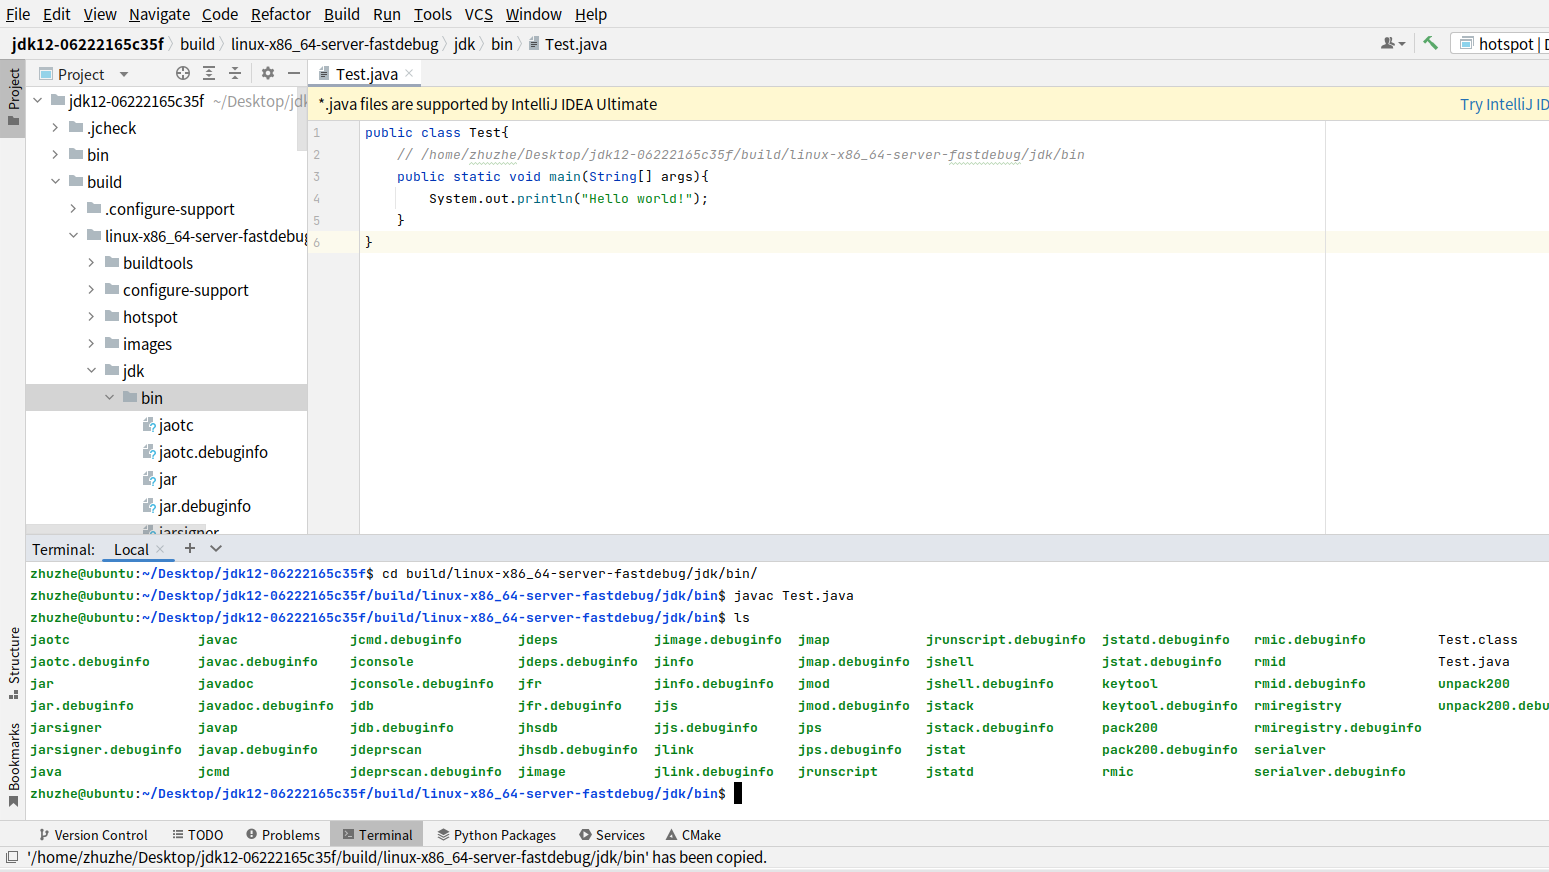 File Edit View Navigate Code Refactor Build Run Tools VCS Window Help
jdk12-06222165c35f build linux-x86_64-server-fastdebug jdk bin Test.java hotspot | D
Project Test.java
Project
jdk12-06222165c35f ~/Desktop/jdk
*.java files are supported by IntelliJ IDEA Ultimate Try IntelliJ ID
.jcheck
bin
build
.configure-support
linux-x86_64-server-fastdebug
buildtools
configure-support
hotspot
images
jdk
bin
jaotc
jaotc.debuginfo
jar
jar.debuginfo
jarsigner
1 public class Test{
2 // /home/zhuzhe/Desktop/jdk12-06222165c35f/build/linux-x86_64-server-fastdebug/jdk/bin
3 public static void main(String[] args){
4 System.out.println("Hello world!");
5 }
6 }
Terminal: Local
zhuzhe@ubuntu:~/Desktop/jdk12-06222165c35f$ cd build/linux-x86_64-server-fastdebug/jdk/bin/
zhuzhe@ubuntu:~/Desktop/jdk12-06222165c35f/build/linux-x86_64-server-fastdebug/jdk/bin$ javac Test.java
zhuzhe@ubuntu:~/Desktop/jdk12-06222165c35f/build/linux-x86_64-server-fastdebug/jdk/bin$ ls
jaotc javac jcmd.debuginfo jdeps jimage.debuginfo jmap jrunscript.debuginfo jstatd.debuginfo rmic.debuginfo Test.class
jaotc.debuginfo javac.debuginfo jconsole jdeps.debuginfo jinfo jmap.debuginfo jshell jstat.debuginfo rmid Test.java
jar javadoc jconsole.debuginfo jfr jinfo.debuginfo jmod jshell.debuginfo keytool rmid.debuginfo unpack200
jar.debuginfo javadoc.debuginfo jdb jfr.debuginfo jjs jmod.debuginfo jstack keytool.debuginfo rmiregistry unpack200.debu
jarsigner javap jdb.debuginfo jhsdb jjs.debuginfo jps jstack.debuginfo pack200 rmiregistry.debuginfo
jarsigner.debuginfo javap.debuginfo jdeprscan jhsdb.debuginfo jlink jps.debuginfo jstat pack200.debuginfo serialver
java jcmd jdeprscan.debuginfo jimage jlink.debuginfo jrunscript jstatd rmic serialver.debuginfo
zhuzhe@ubuntu:~/Desktop/jdk12-06222165c35f/build/linux-x86_64-server-fastdebug/jdk/bin$
Structure
Bookmarks
Version Control TODO Problems Terminal Python Packages Services CMake
'/home/zhuzhe/Desktop/jdk12-06222165c35f/build/linux-x86_64-server-fastdebug/jdk/bin' has been copied.